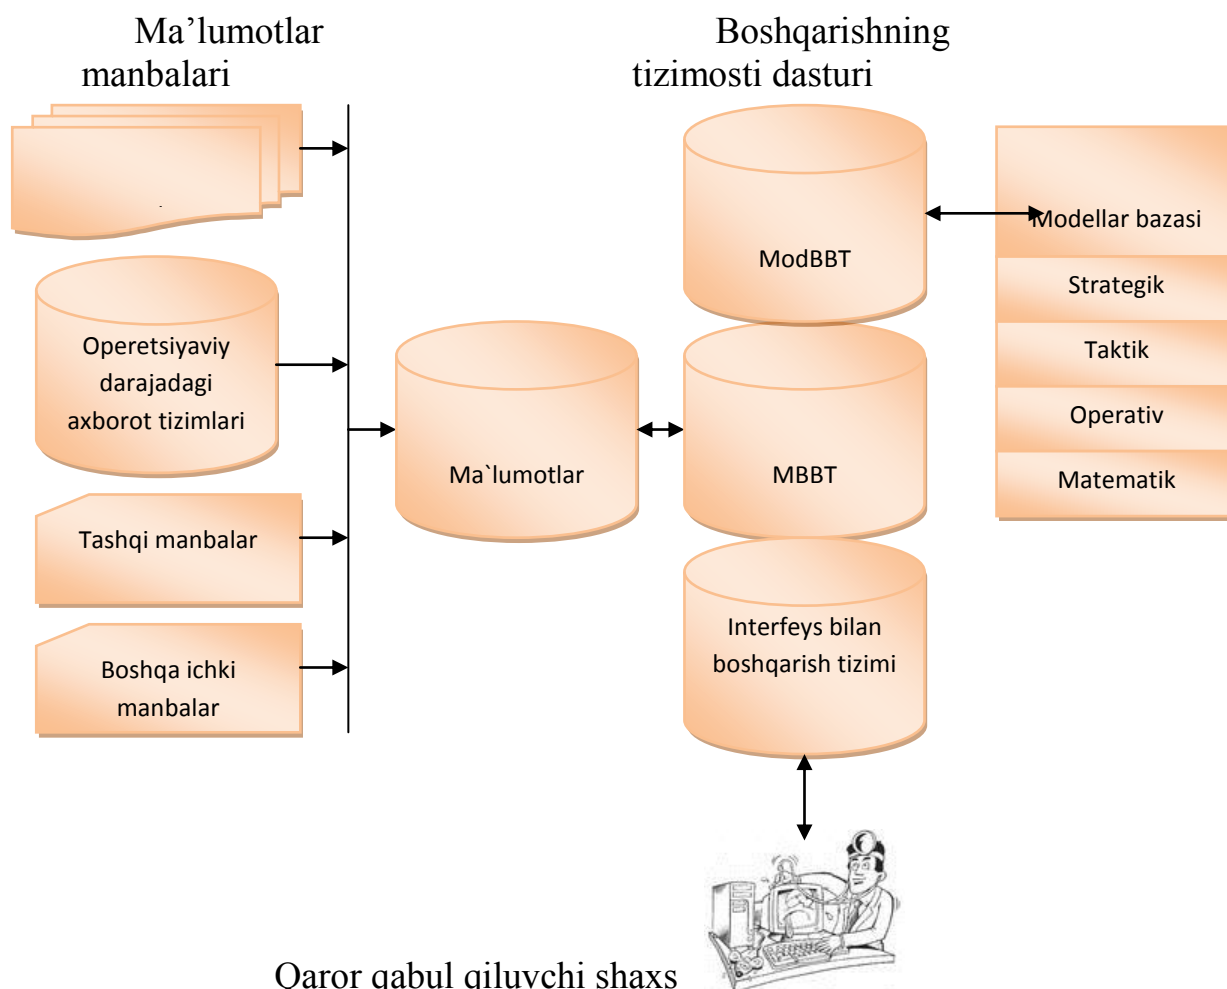 Ma’lumotlar
manbalari
Boshqarishning
tizimosti dasturi
Operetsiyaviy
darajadagi
axborot tizimlari
Tashqi manbalar
Boshqa ichki
manbalar
Ma`lumotlar
ModBBT
MBBT
Interfeys bilan
boshqarish tizimi
Modellar bazasi
Strategik
Taktik
Operativ
Matematik
Qaror qabul qiluvchi shaxs